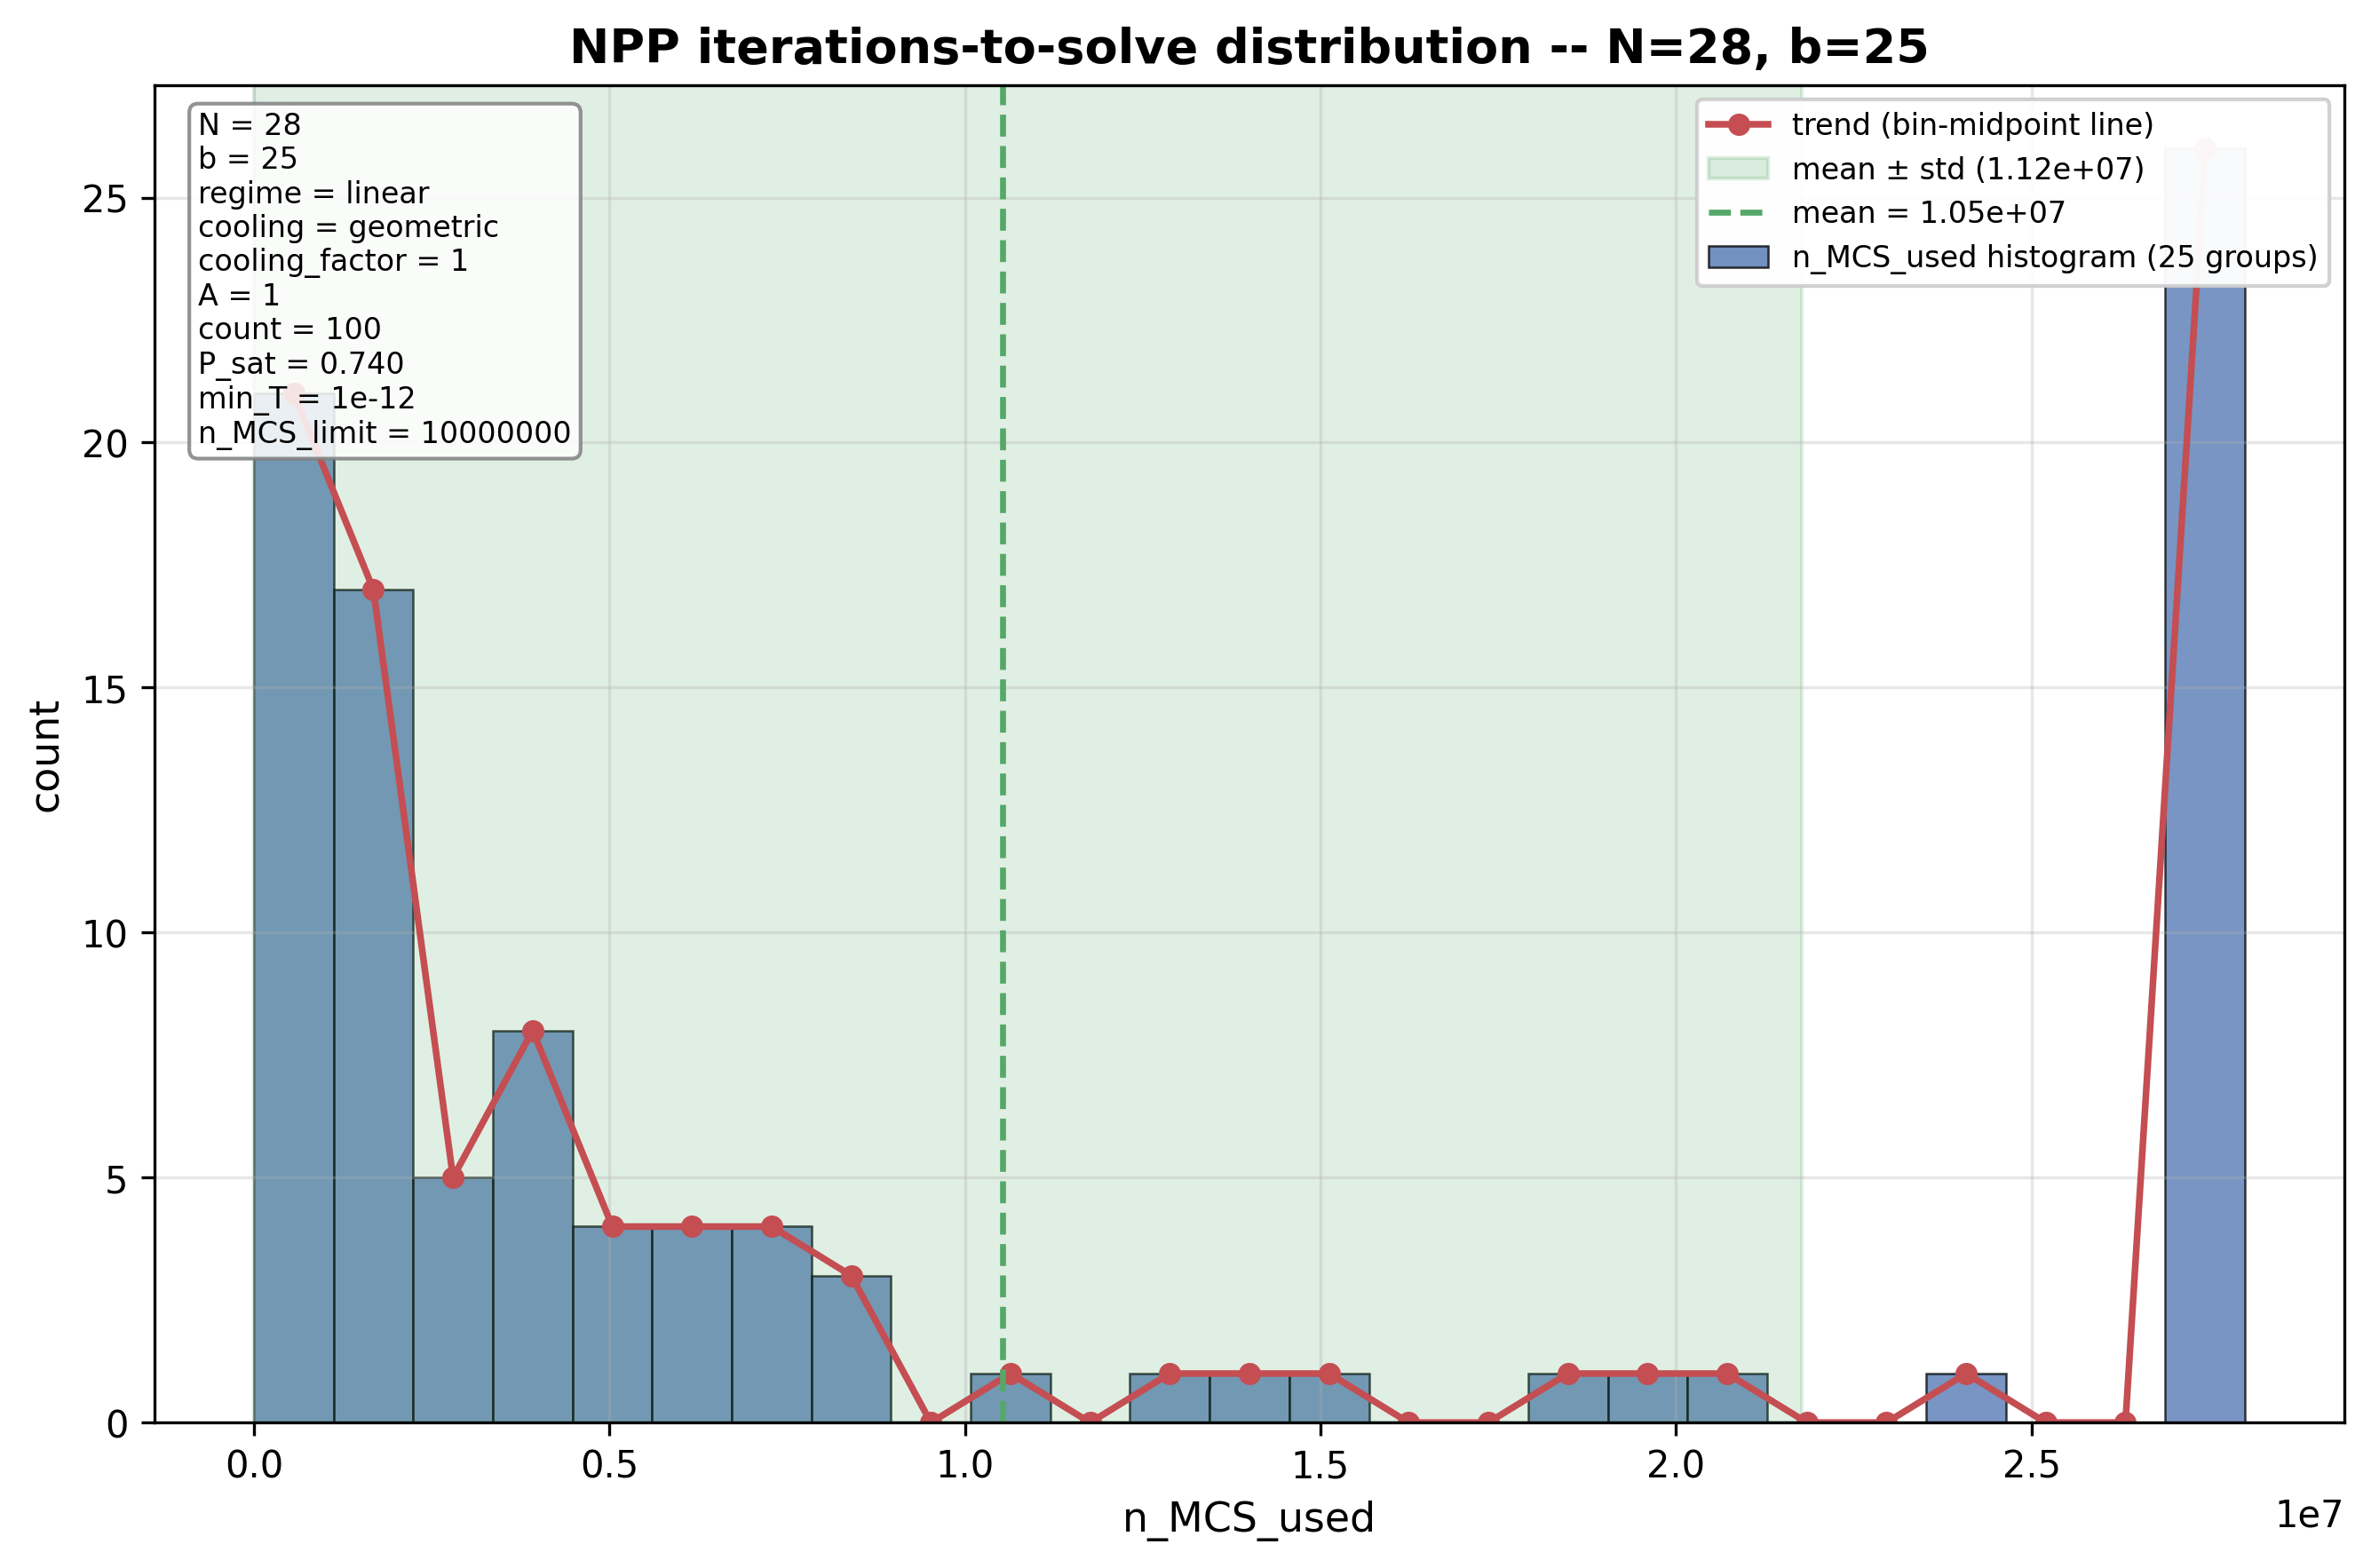 NPP iterations-to-solve distribution -- N=28, b=25
N = 28
b = 25
regime = linear
cooling = geometric
cooling_factor = 1
A = 1
count = 100
P_sat = 0.740
min_T = 1e-12
n_MCS_limit = 10000000
trend (bin-midpoint line)
mean ± std (1.12e+07)
mean = 1.05e+07
n_MCS_used histogram (25 groups)
25
20
15
10
5
0
count
0.0 0.5 1.0 1.5 2.0 2.5
1e7
n_MCS_used